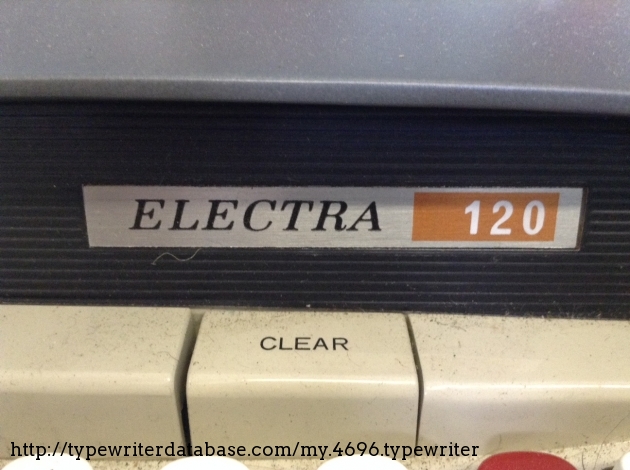 ELECTRA 120
CLEAR
http://typewriterdatabase.com/my.4696.typewriter